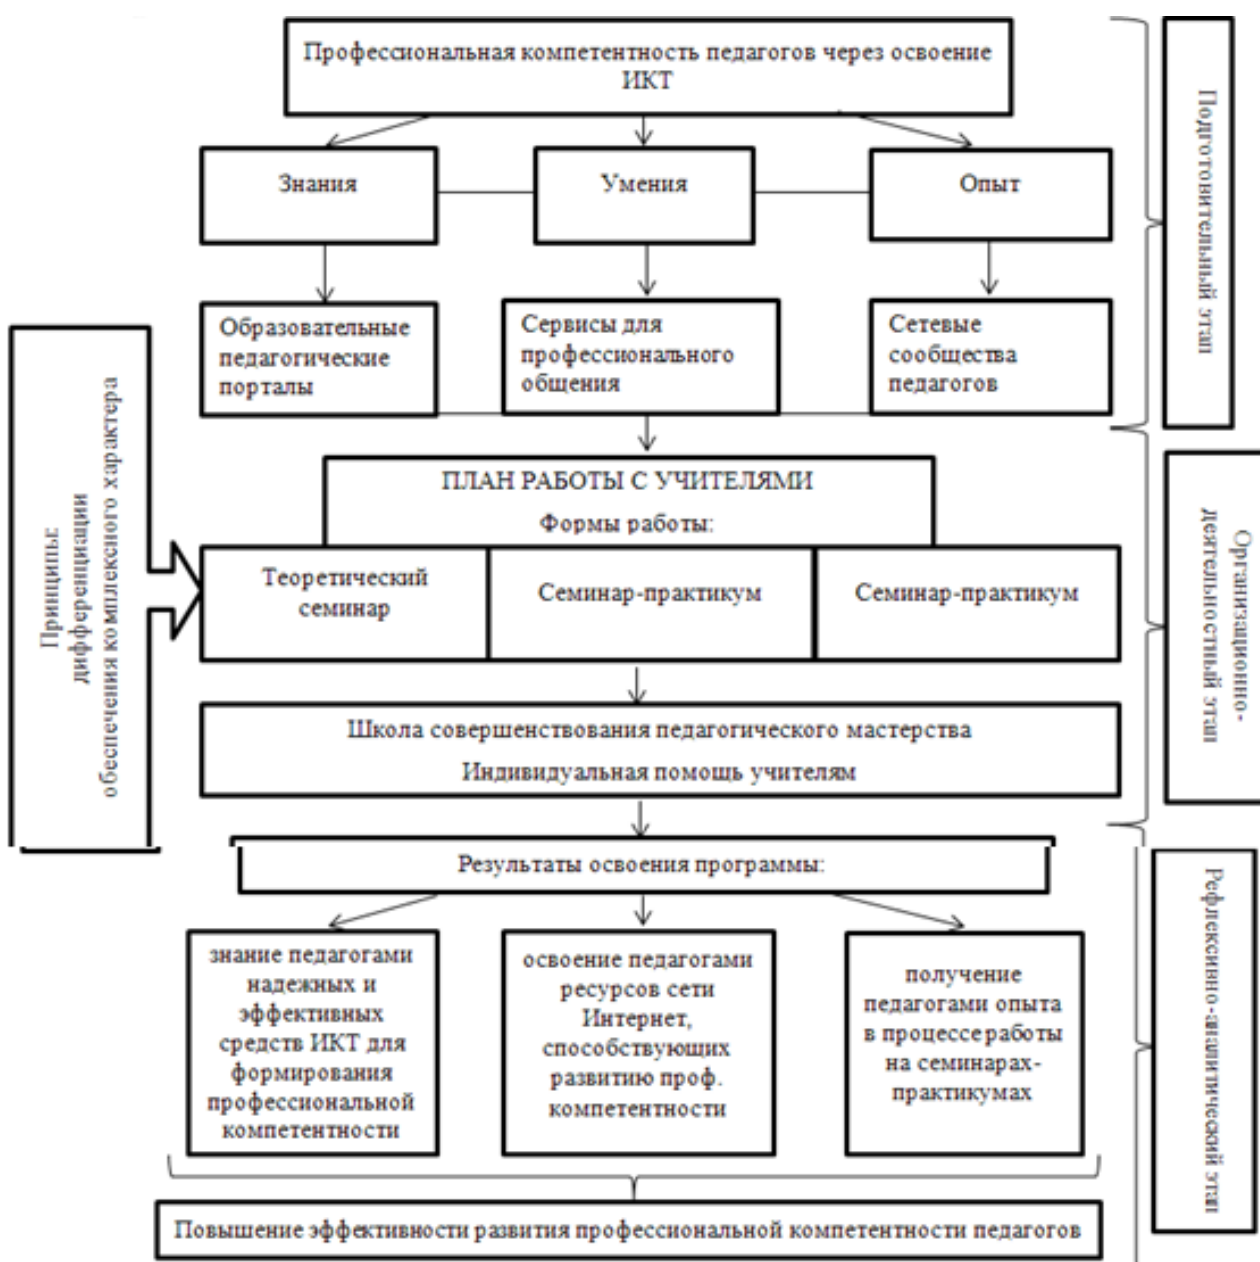 Профессиональная компетентность педагогов через освоение
ИКТ
Знания
Умения
Опыт
Образовательные
педагогические
порталы
Сервисы для
профессионального
общения
Сетевые
сообщества
педагогов
Подготовительный этап
Принципы:
дифференциации
обеспечения комплексного характера
ПЛАН РАБОТЫ С УЧИТЕЛЯМИ
Формы работы:
Теоретический
семинар
Семинар-практикум
Семинар-практикум
Школа совершенствования педагогического мастерства
Индивидуальная помощь учителям
Организационно-
деятельностный этап
Результаты освоения программы:
знание педагогами
надежных и
эффективных
средств ИКТ для
формирования
профессиональной
компетентности
освоение педагогами
ресурсов сети
Интернет,
способствующих
развитию проф.
компетентности
получение
педагогами опыта
в процессе работы
на семинарах-
практикумах
Рефлексивно-аналитический этап
Повышение эффективности развития профессиональной компетентности педагогов